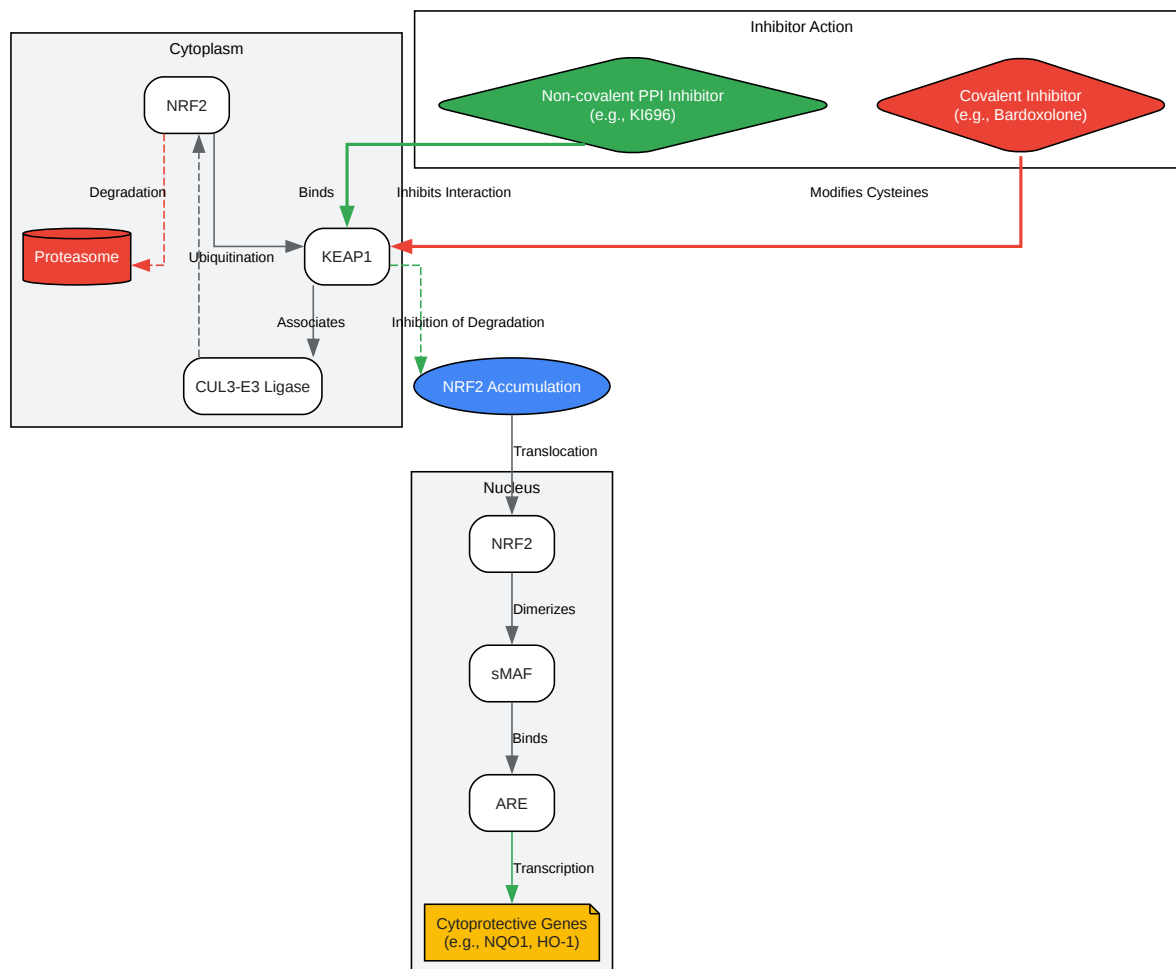 Inhibitor Action
Cytoplasm
Non-covalent PPI Inhibitor
(e.g., KI696)
Covalent Inhibitor
(e.g., Bardoxolone)
NRF2
Degradation
Binds
Inhibits Interaction
Modifies Cysteines
Proteasome
Ubiquitination
KEAP1
Associates
Inhibition of Degradation
CUL3-E3 Ligase
NRF2 Accumulation
Translocation
Nucleus
NRF2
Dimerizes
sMAF
Binds
ARE
Transcription
Cytoprotective Genes
(e.g., NQO1, HO-1)